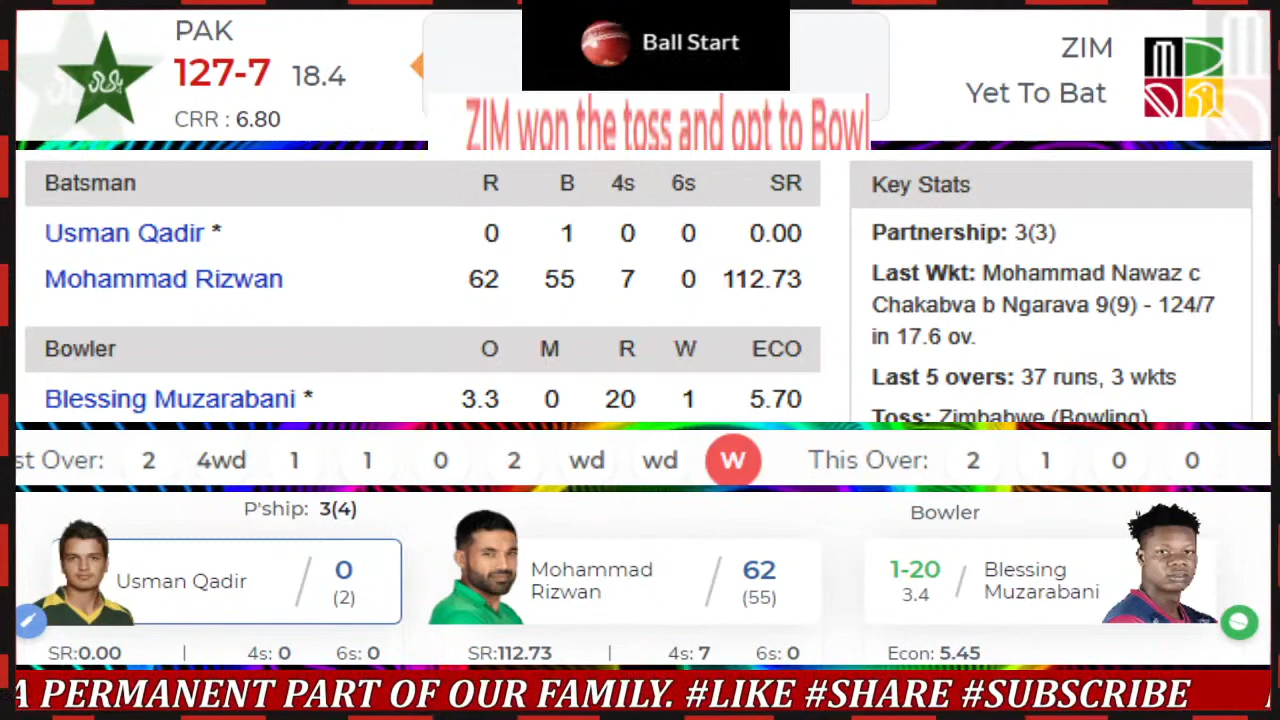 PAK
127-7 18.4
CRR : 6.80
Ball Start
ZIM won the toss and opt to Bowl
ZIM
Yet To Bat
Batsman R B 4s 6s SR
Usman Qadir * 0 1 0 0 0.00
Mohammad Rizwan 62 55 7 0 112.73
Bowler O M R W ECO
Blessing Muzarabani * 3.3 0 20 1 5.70
Key Stats
Partnership: 3(3)
Last Wkt: Mohammad Nawaz c
Chakabva b Ngarava 9(9) - 124/7
in 17.6 ov.
Last 5 overs: 37 runs, 3 wkts
Toss: Zimbabwe (Bowling)
st Over: 2 4wd 1 1 0 2 wd wd W This Over: 2 1 0 0
P'ship: 3(4)
Usman Qadir 0
(2)
SR:0.00 | 4s: 0 6s: 0
Mohammad
Rizwan
62
(55)
SR:112.73 | 4s: 7 6s: 0
Bowler
1-20
3.4
Blessing
Muzarabani
Econ: 5.45
A PERMANENT PART OF OUR FAMILY. #LIKE #SHARE #SUBSCRIBE